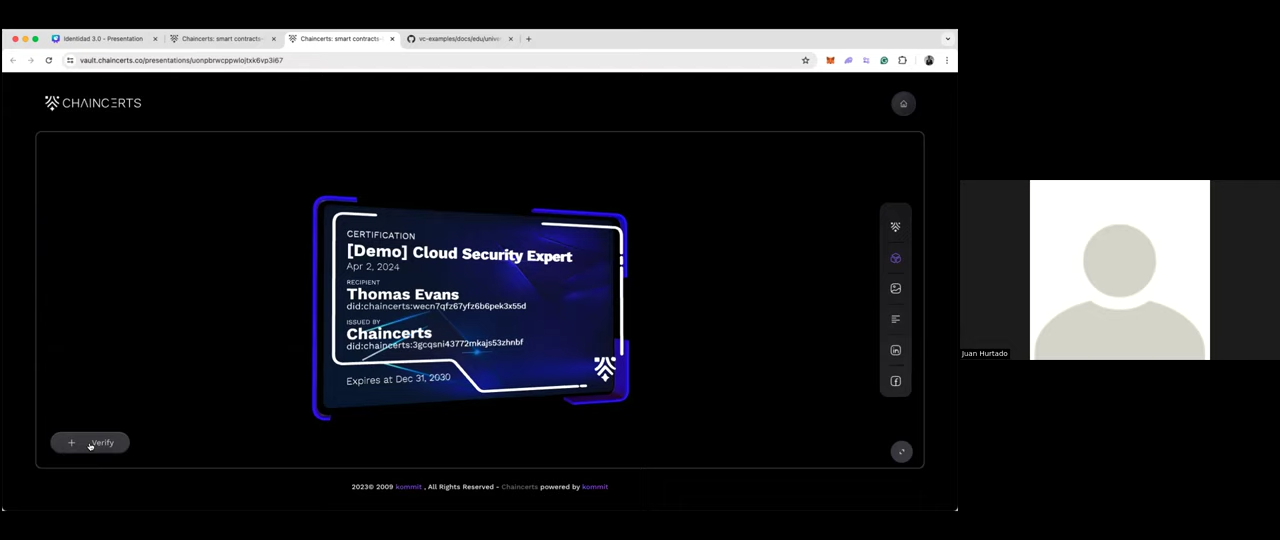 Identidad 3.0 - Presentation
Chaincerts: smart contracts
Chaincerts: smart contracts
vc-examples/docs/edu/unive
vault.chaincerts.co/presentations/uonpbrwcppwlojtxk6vp3i67
CHAINCERTS
CERTIFICATION
[Demo] Cloud Security Expert
Apr 2, 2024
RECIPIENT
Thomas Evans
did:chaincerts:wecn7qfz67yfz6b6pek3x55d
ISSUED BY
Chaincerts
did:chaincerts:3gcqsni43772mkajs53zhnbf
Expires at Dec 31, 2030
Verify
2023© 2009 kommit , All Rights Reserved - Chaincerts powered by kommit
Juan Hurtado